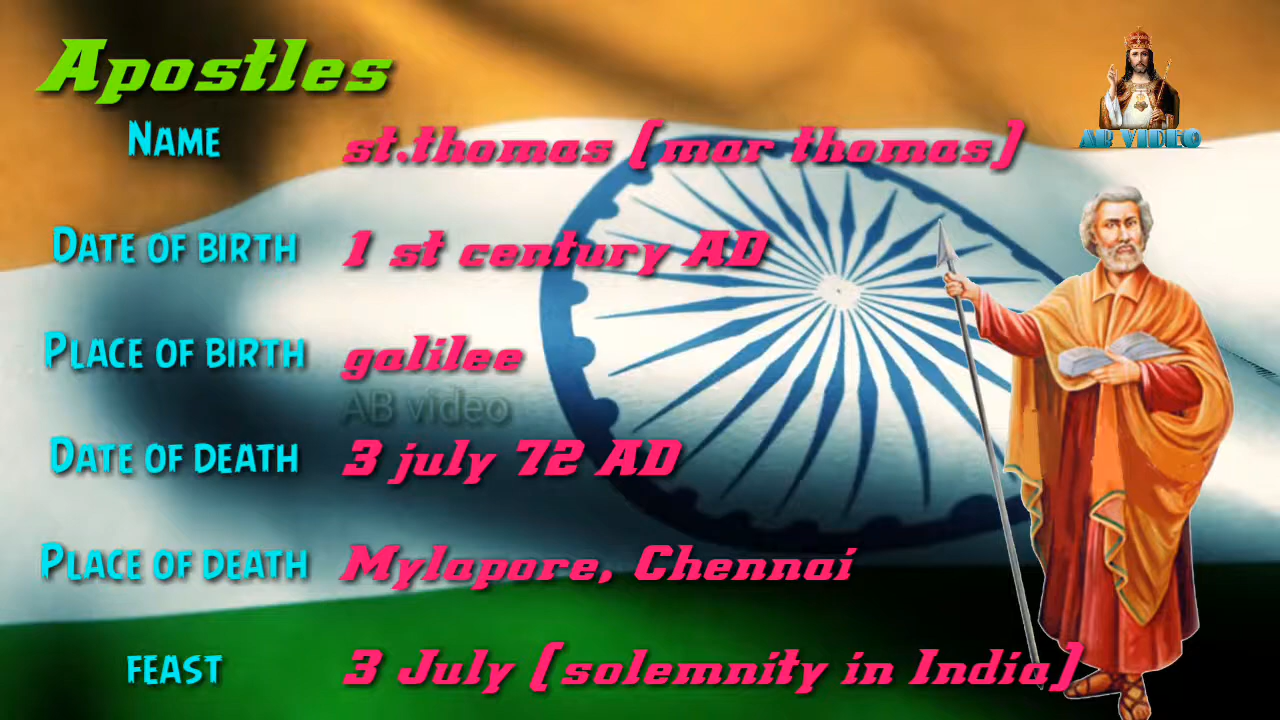 Apostles
AB VIDEO
NAME st.thomas (mar thomas)
DATE OF BIRTH 1 st century AD
PLACE OF BIRTH galilee
AB video
DATE OF DEATH 3 july 72 AD
PLACE OF DEATH Mylapore, Chennai
FEAST 3 July (solemnity in India)